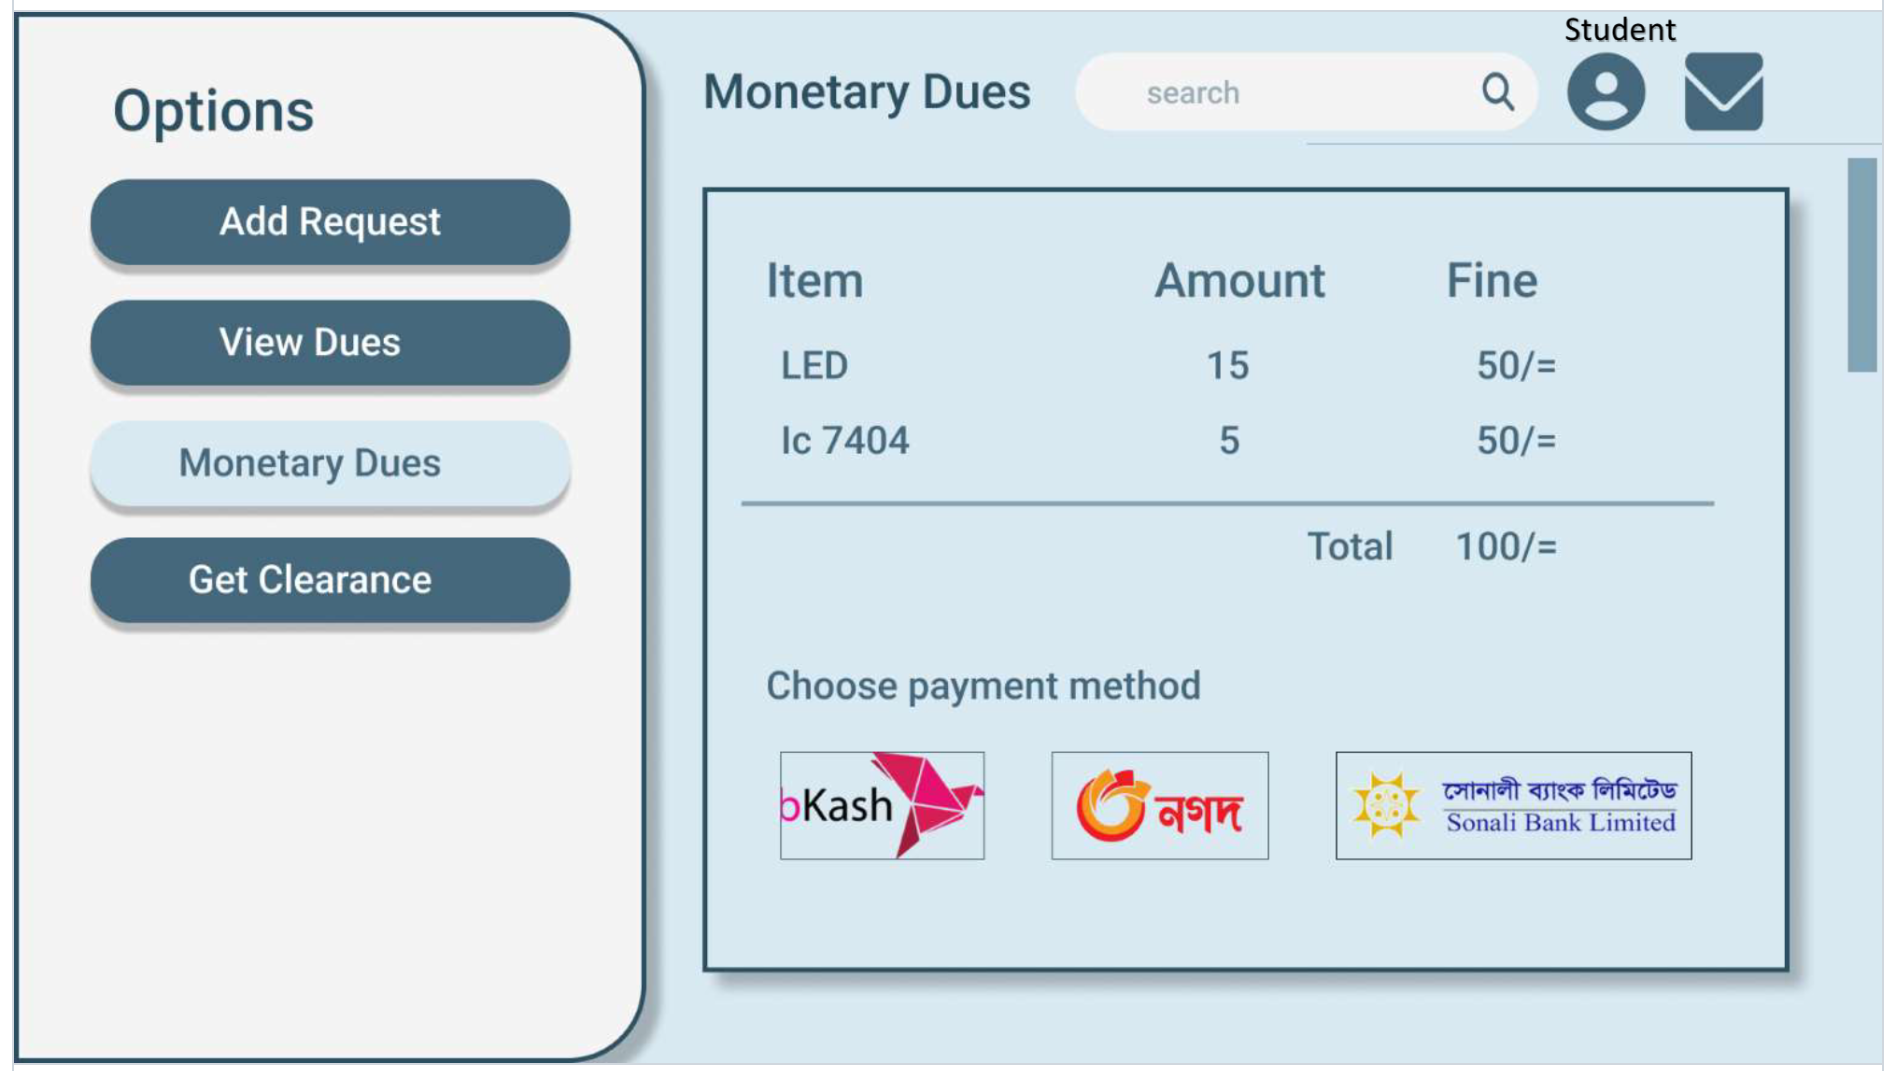 Student
Options
Monetary Dues
search
Add Request
View Dues
Monetary Dues
Get Clearance
Item Amount Fine
LED 15 50/=
Ic 7404 5 50/=
Total 100/=
Choose payment method
bKash
নগদ
সোনালী ব্যাংক লিমিটেড
Sonali Bank Limited